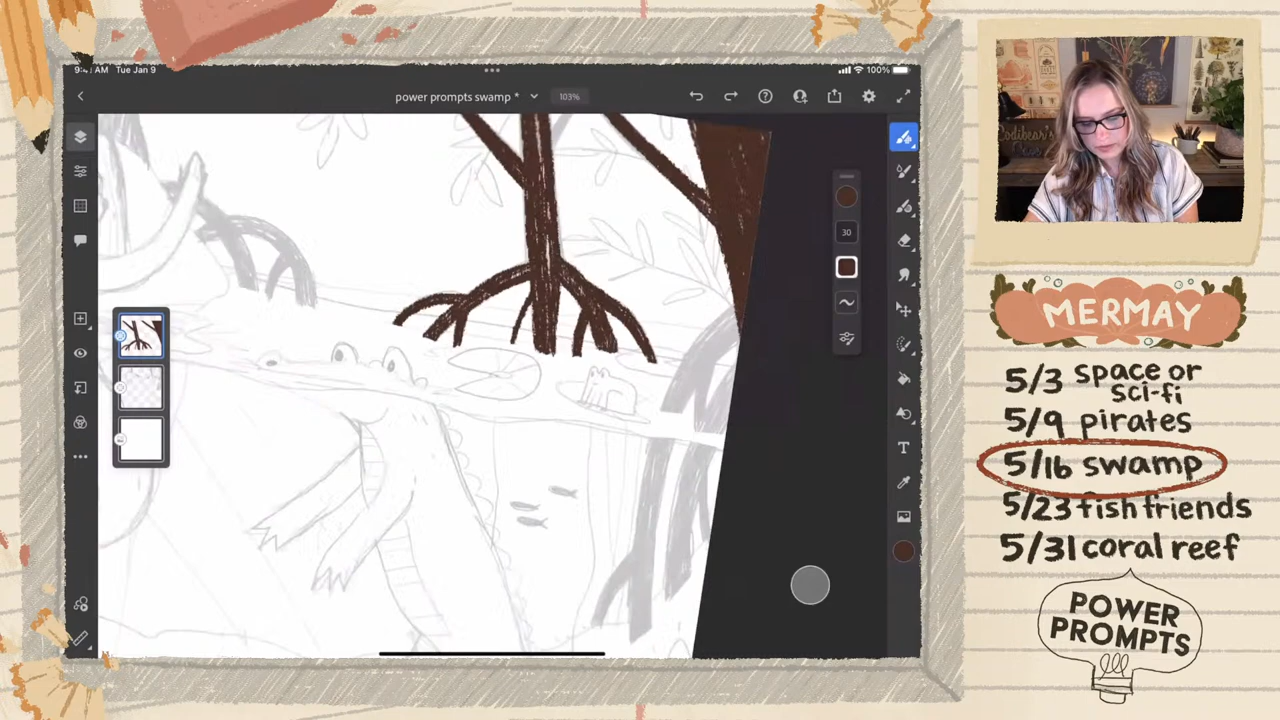 9:41 AM Tue Jan 9
100%
power prompts swamp *
103%
30
T
MERMAY
5/3 space or
sci-fi
5/9 pirates
5/16 swamp
5/23 fish friends
5/31 coral reef
POWER
PROMPTS